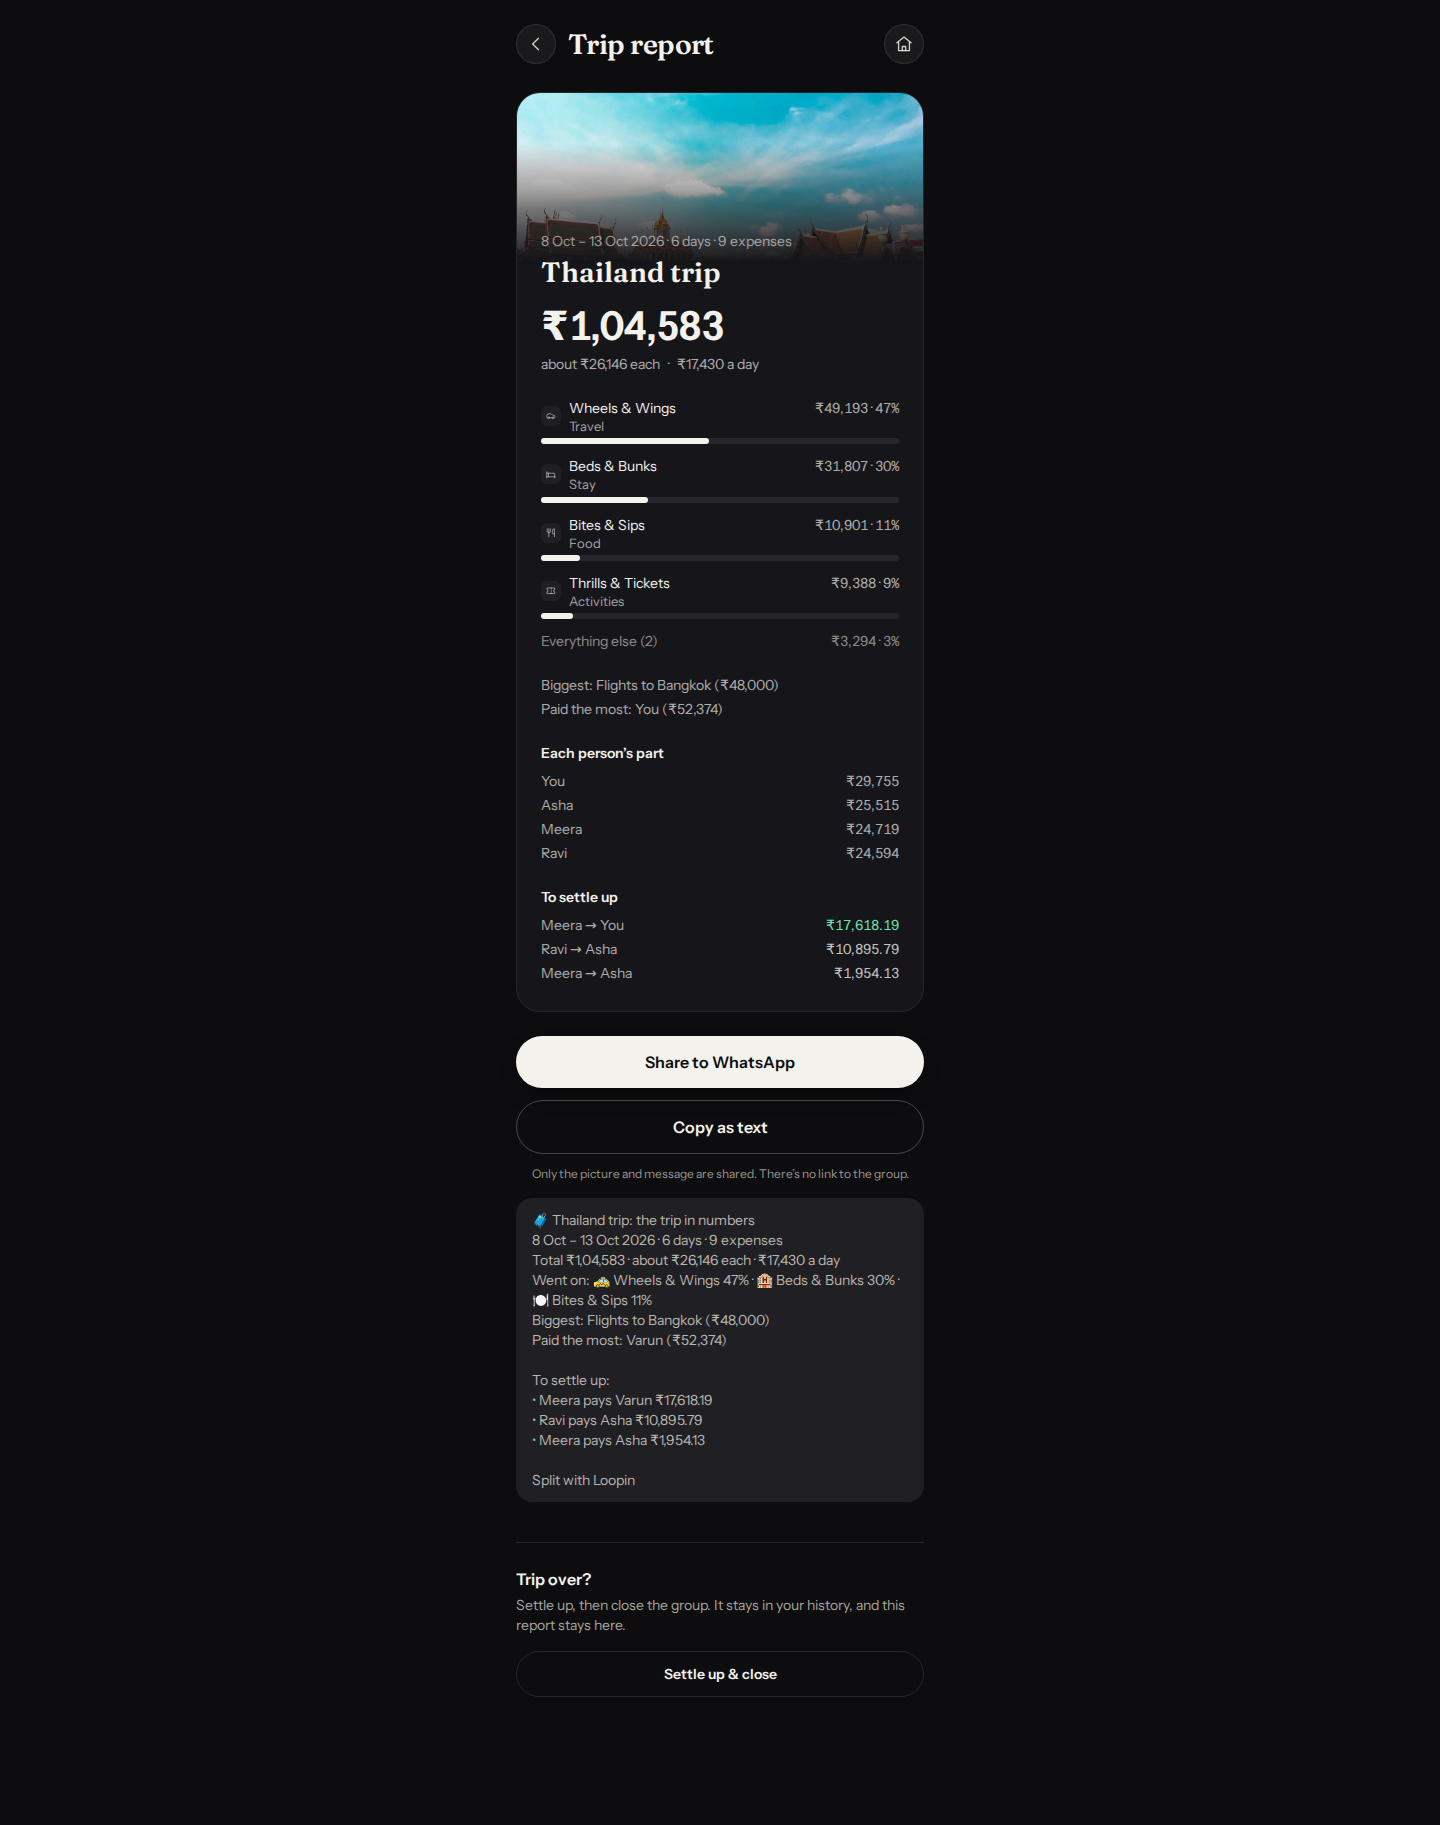 Trip report
8 Oct – 13 Oct 2026 · 6 days · 9 expenses
Thailand trip
₹1,04,583
about ₹26,146 each · ₹17,430 a day
Wheels & Wings ₹49,193 · 47%
Travel
Beds & Bunks ₹31,807 · 30%
Stay
Bites & Sips ₹10,901 · 11%
Food
Thrills & Tickets ₹9,388 · 9%
Activities
Everything else (2) ₹3,294 · 3%
Biggest: Flights to Bangkok (₹48,000)
Paid the most: You (₹52,374)
Each person's part
You ₹29,755
Asha ₹25,515
Meera ₹24,719
Ravi ₹24,594
To settle up
Meera → You ₹17,618.19
Ravi → Asha ₹10,895.79
Meera → Asha ₹1,954.13
Share to WhatsApp
Copy as text
Only the picture and message are shared. There's no link to the group.
🧳 Thailand trip: the trip in numbers
8 Oct – 13 Oct 2026 · 6 days · 9 expenses
Total ₹1,04,583 · about ₹26,146 each · ₹17,430 a day
Went on: 🚕 Wheels & Wings 47% · 🏨 Beds & Bunks 30% ·
🍽️ Bites & Sips 11%
Biggest: Flights to Bangkok (₹48,000)
Paid the most: Varun (₹52,374)
To settle up:
• Meera pays Varun ₹17,618.19
• Ravi pays Asha ₹10,895.79
• Meera pays Asha ₹1,954.13
Split with Loopin
Trip over?
Settle up, then close the group. It stays in your history, and this
report stays here.
Settle up & close